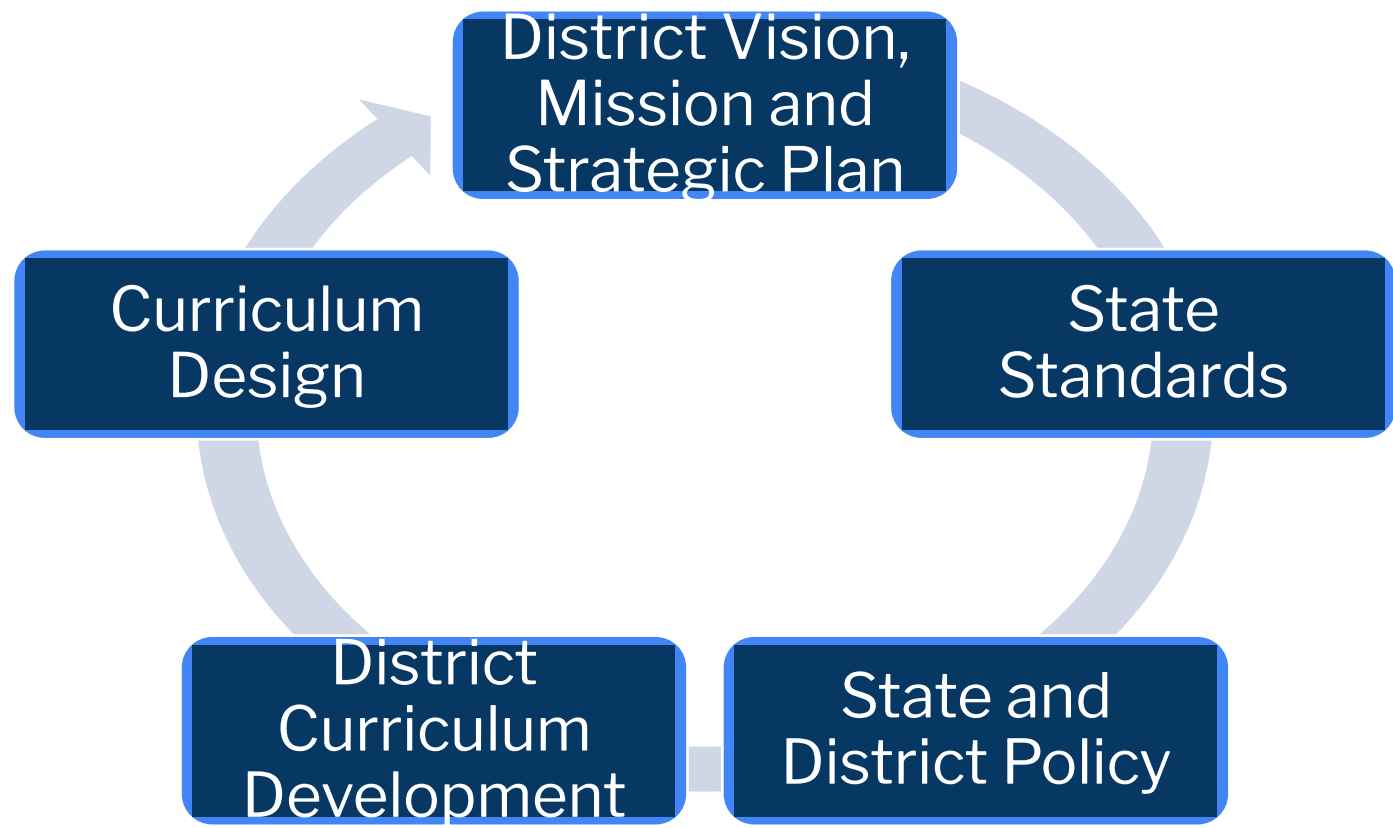 District Vision,
Mission and
Strategic Plan
State
Standards
State and
District Policy
District
Curriculum
Development
Curriculum
Design